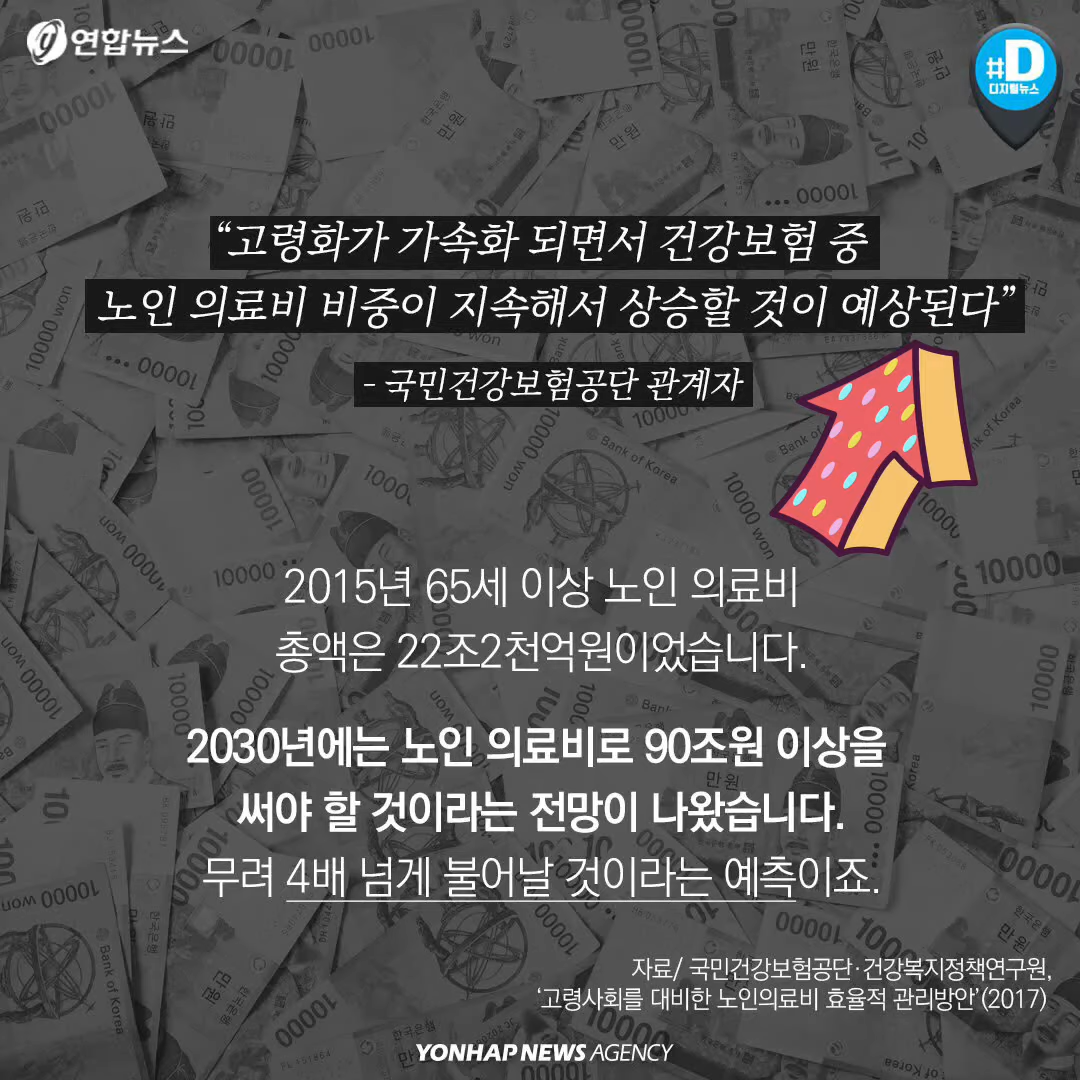 연합뉴스
#D
디지털뉴스
“고령화가 가속화 되면서 건강보험 중
노인 의료비 비중이 지속해서 상승할 것이 예상된다”
- 국민건강보험공단 관계자
2015년 65세 이상 노인 의료비
총액은 22조2천억원이었습니다.
2030년에는 노인 의료비로 90조원 이상을
써야 할 것이라는 전망이 나왔습니다.
무려 4배 넘게 불어날 것이라는 예측이죠.
자료/ 국민건강보험공단·건강복지정책연구원,
‘고령사회를 대비한 노인의료비 효율적 관리방안’(2017)
YONHAP NEWS AGENCY